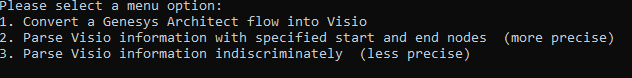 Please select a menu option:
1. Convert a Genesys Architect flow into Visio
2. Parse Visio information with specified start and end nodes  (more precise)
3. Parse Visio information indiscriminately  (less precise)